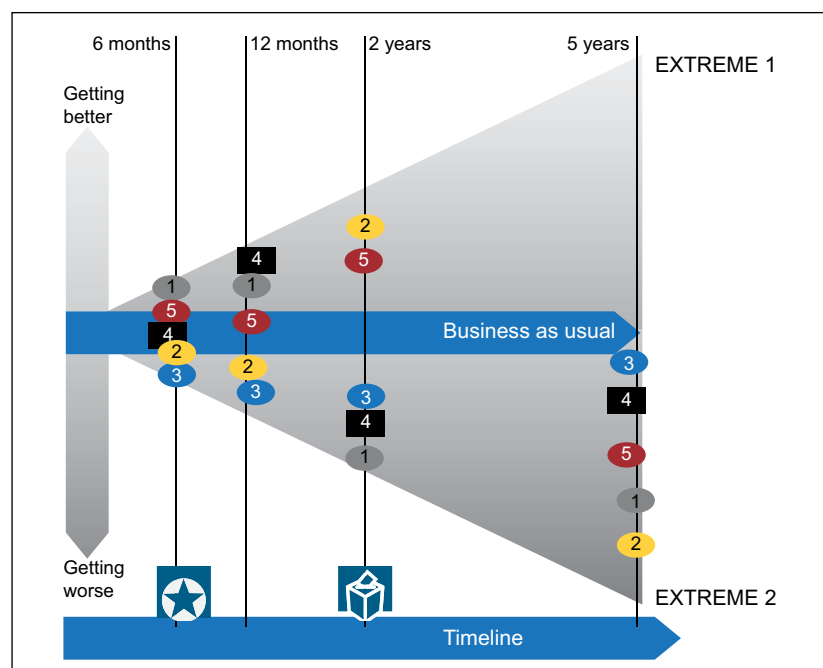 6 months
12 months
2 years
5 years
EXTREME 1
Getting
better
2
4
5
1
1
5
5
Business as usual
4
2
3
2
3
3
3
4
4
5
1
1
2
Getting
worse
EXTREME 2
Timeline